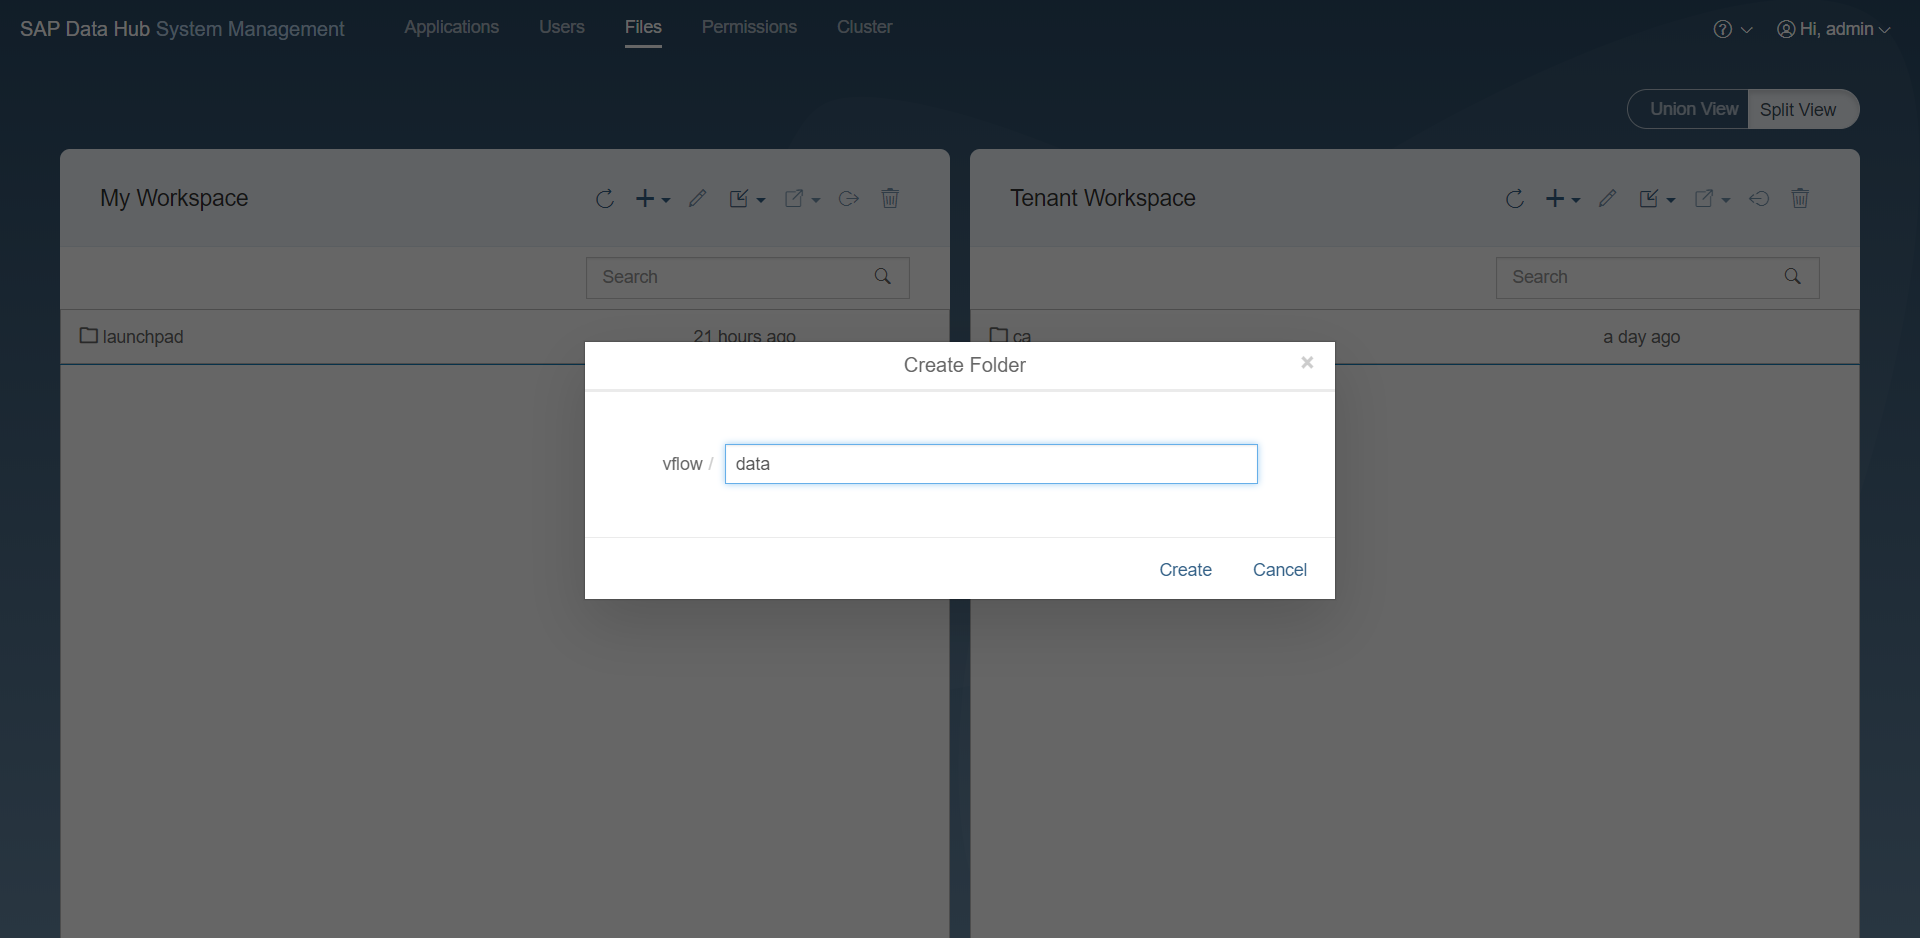 SAP Data Hub System Management
Applications
Users
Files
Permissions
Cluster
Hi, admin
Union View
Split View
My Workspace
Tenant Workspace
Search
Search
launchpad
21 hours ago
ca
a day ago
Create Folder
×
vflow /
data
Create
Cancel